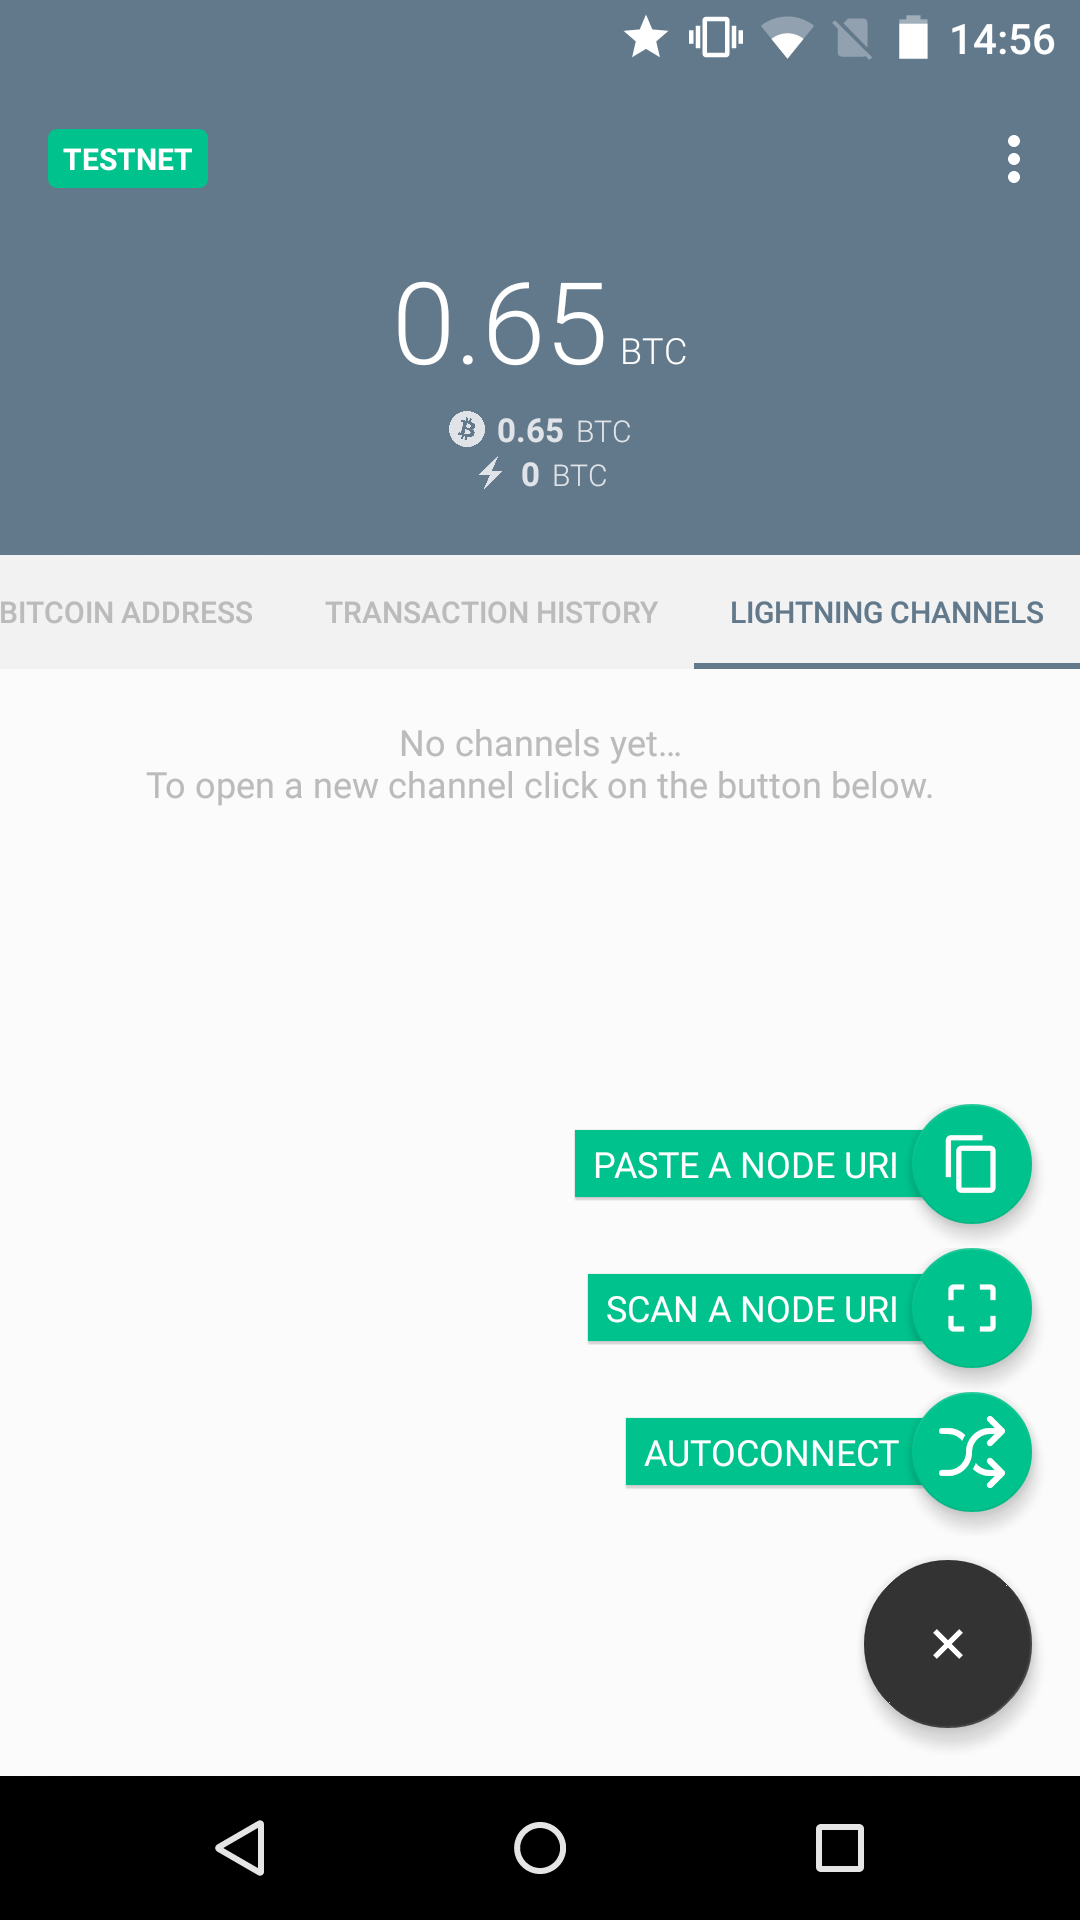 14:56
TESTNET
0.65 BTC
0.65 BTC
0 BTC
BITCOIN ADDRESS
TRANSACTION HISTORY
LIGHTNING CHANNELS
No channels yet...
To open a new channel click on the button below.
PASTE A NODE URI
SCAN A NODE URI
AUTOCONNECT